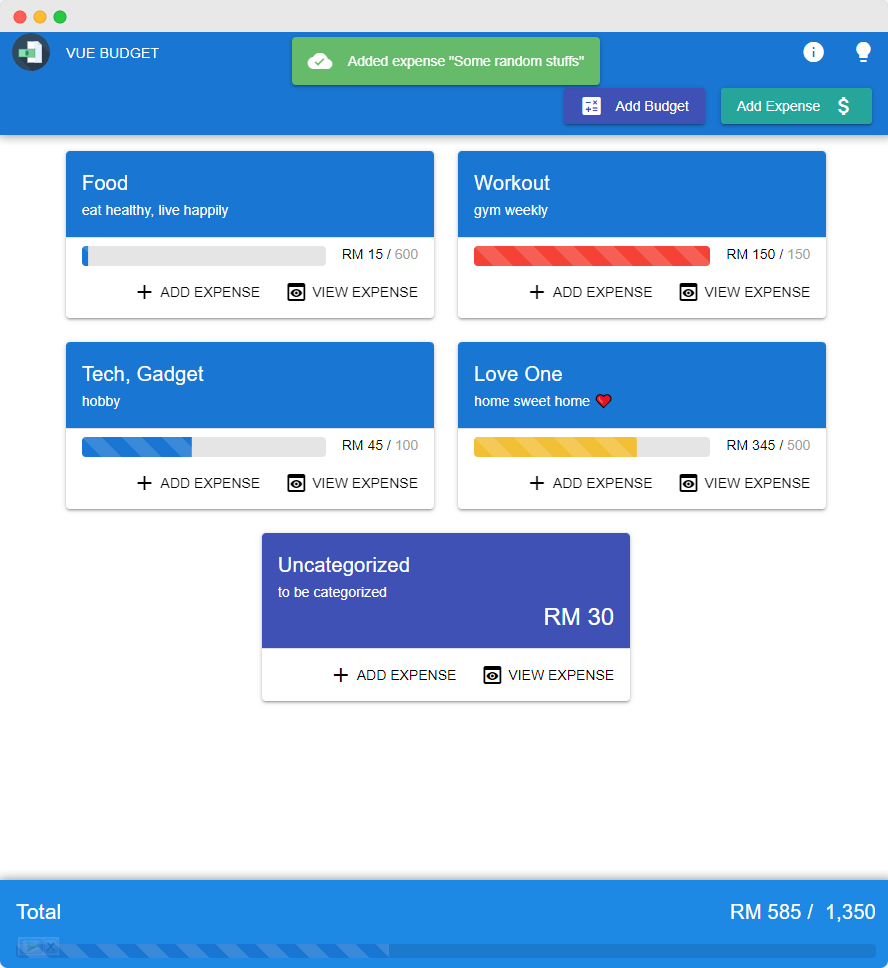 VUE BUDGET
Added expense "Some random stuffs"
Add Budget
Add Expense
Food
eat healthy, live happily
RM 15 / 600
ADD EXPENSE
VIEW EXPENSE
Workout
gym weekly
RM 150 / 150
ADD EXPENSE
VIEW EXPENSE
Tech, Gadget
hobby
RM 45 / 100
ADD EXPENSE
VIEW EXPENSE
Love One
home sweet home ❤️
RM 345 / 500
ADD EXPENSE
VIEW EXPENSE
Uncategorized
to be categorized
RM 30
ADD EXPENSE
VIEW EXPENSE
Total
RM 585 / 1,350